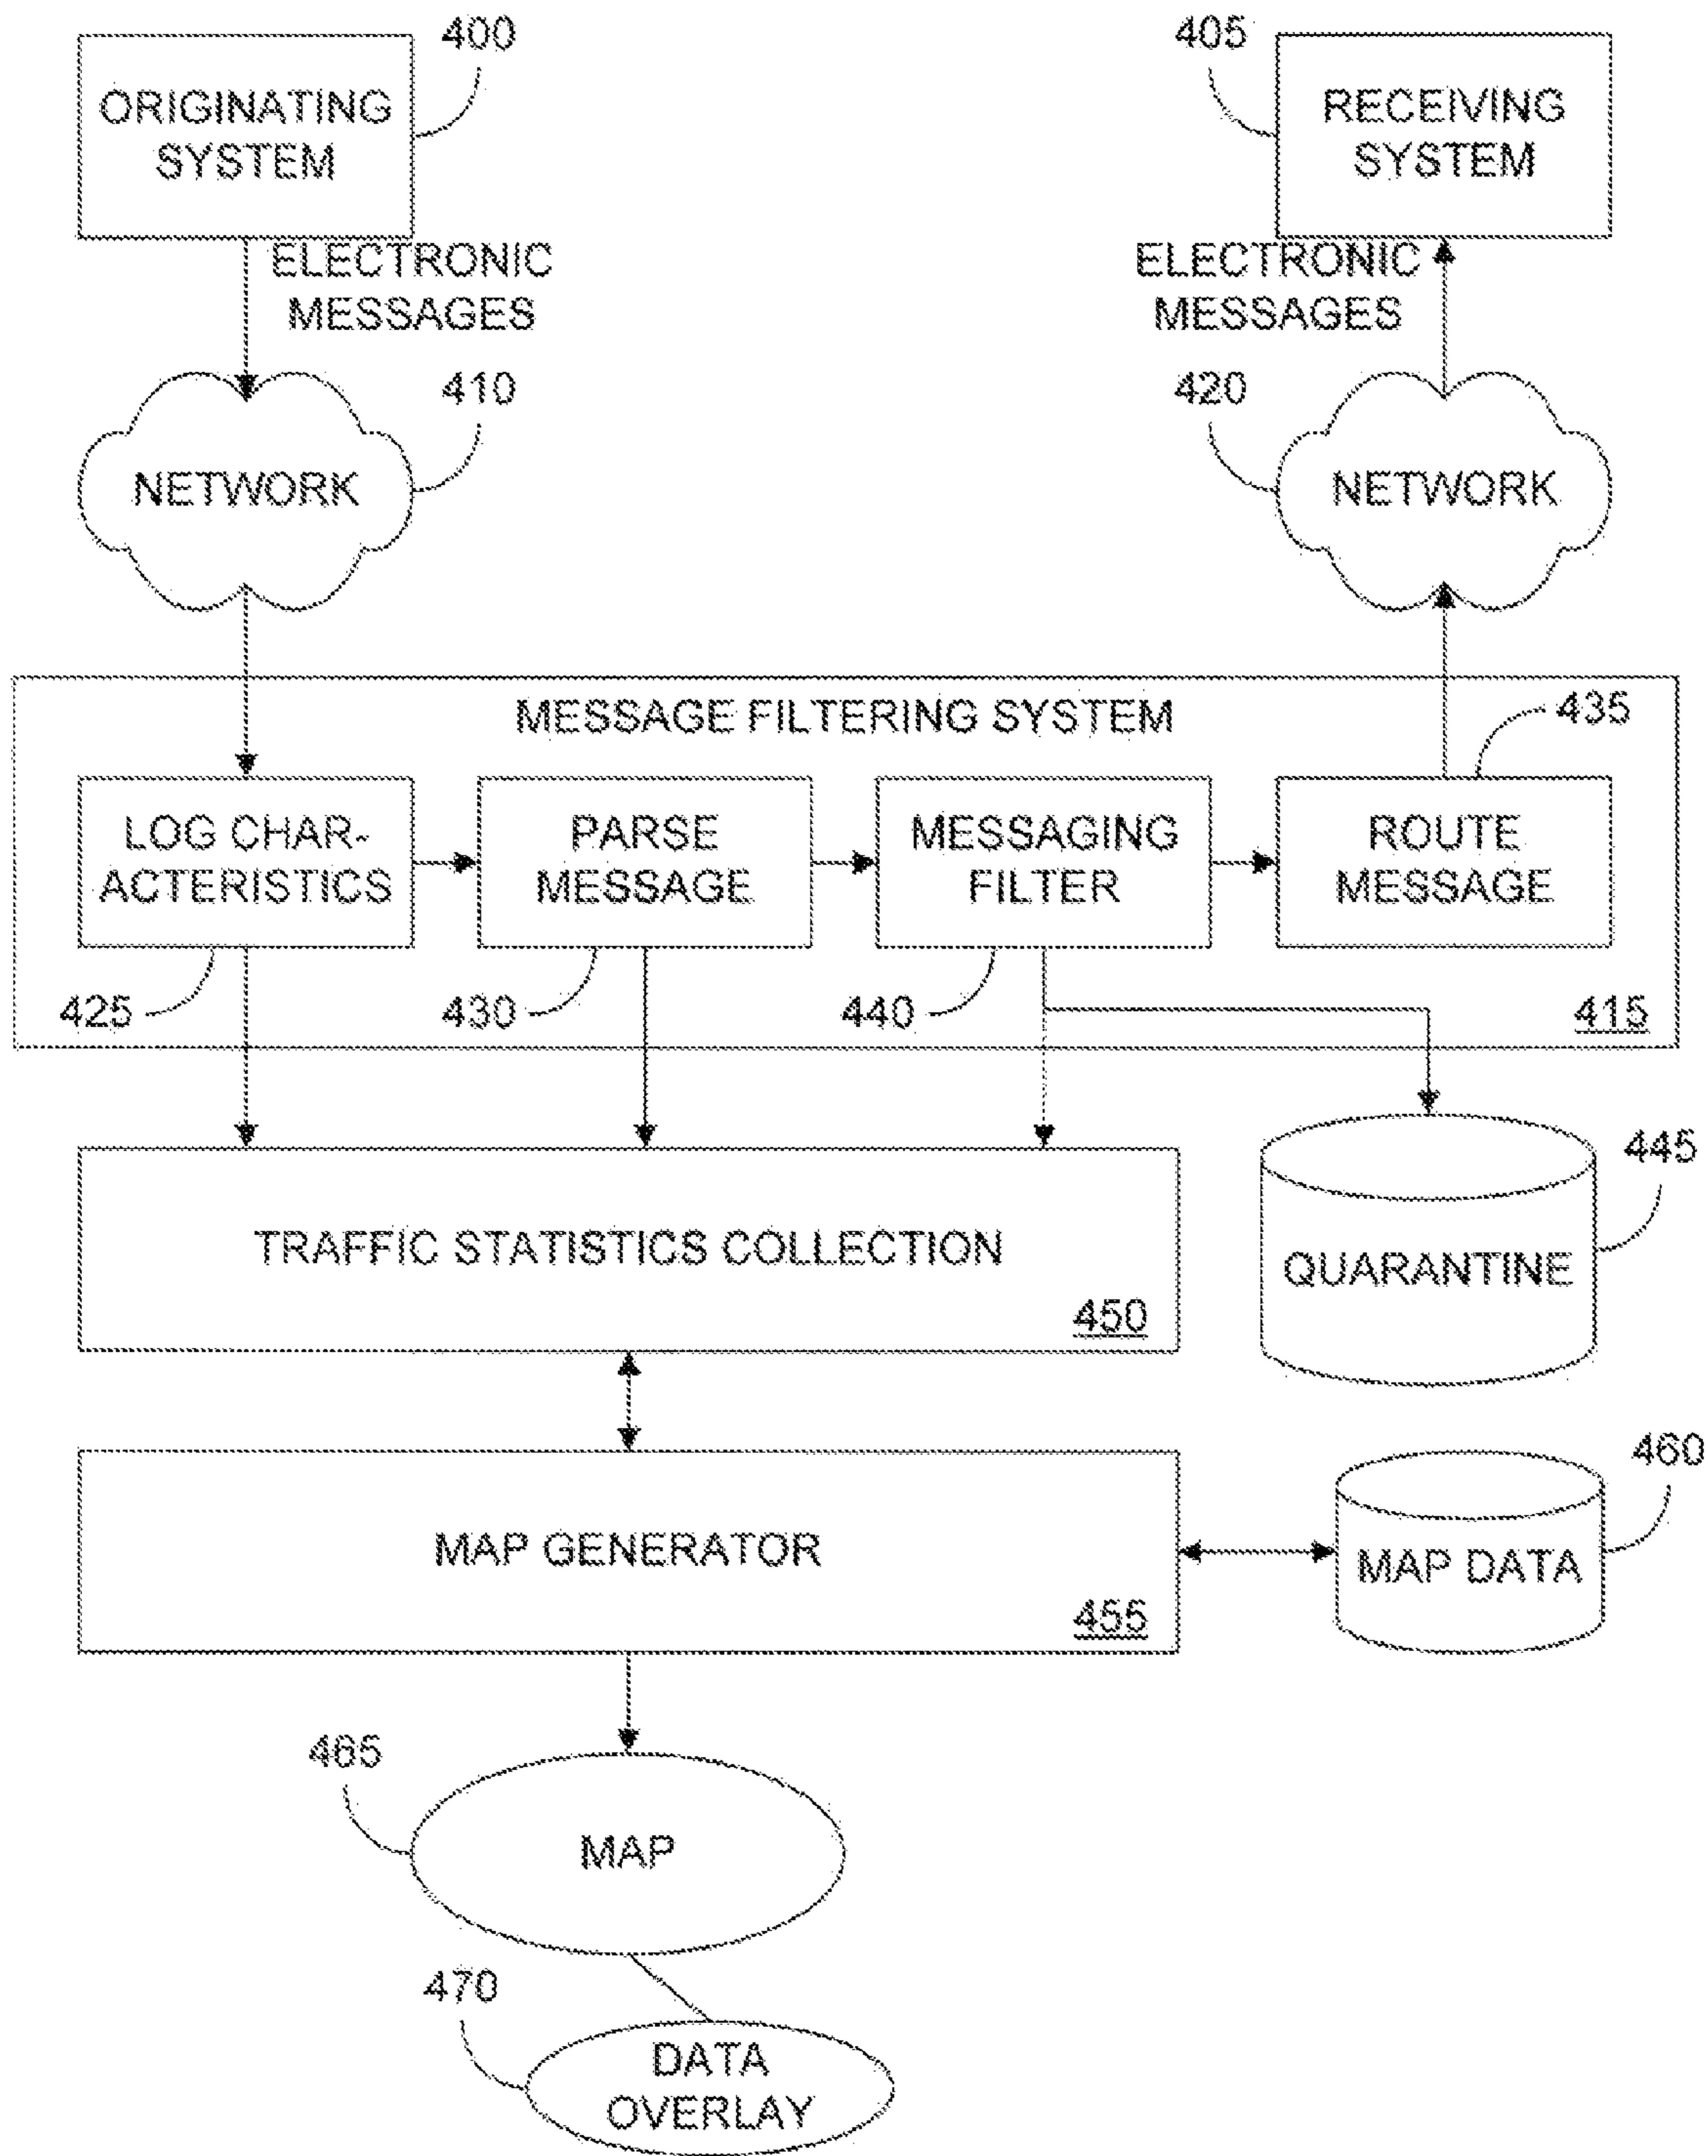 400
405
ORIGINATING
SYSTEM
RECEIVING
SYSTEM
ELECTRONIC
MESSAGES
ELECTRONIC
MESSAGES
410
420
NETWORK
NETWORK
MESSAGE FILTERING SYSTEM
435
LOG CHAR-
ACTERISTICS
PARSE
MESSAGE
MESSAGING
FILTER
ROUTE
MESSAGE
425
430
440
415
445
TRAFFIC STATISTICS COLLECTION
QUARANTINE
450
460
MAP GENERATOR
MAP DATA
455
465
MAP
470
DATA
OVERLAY